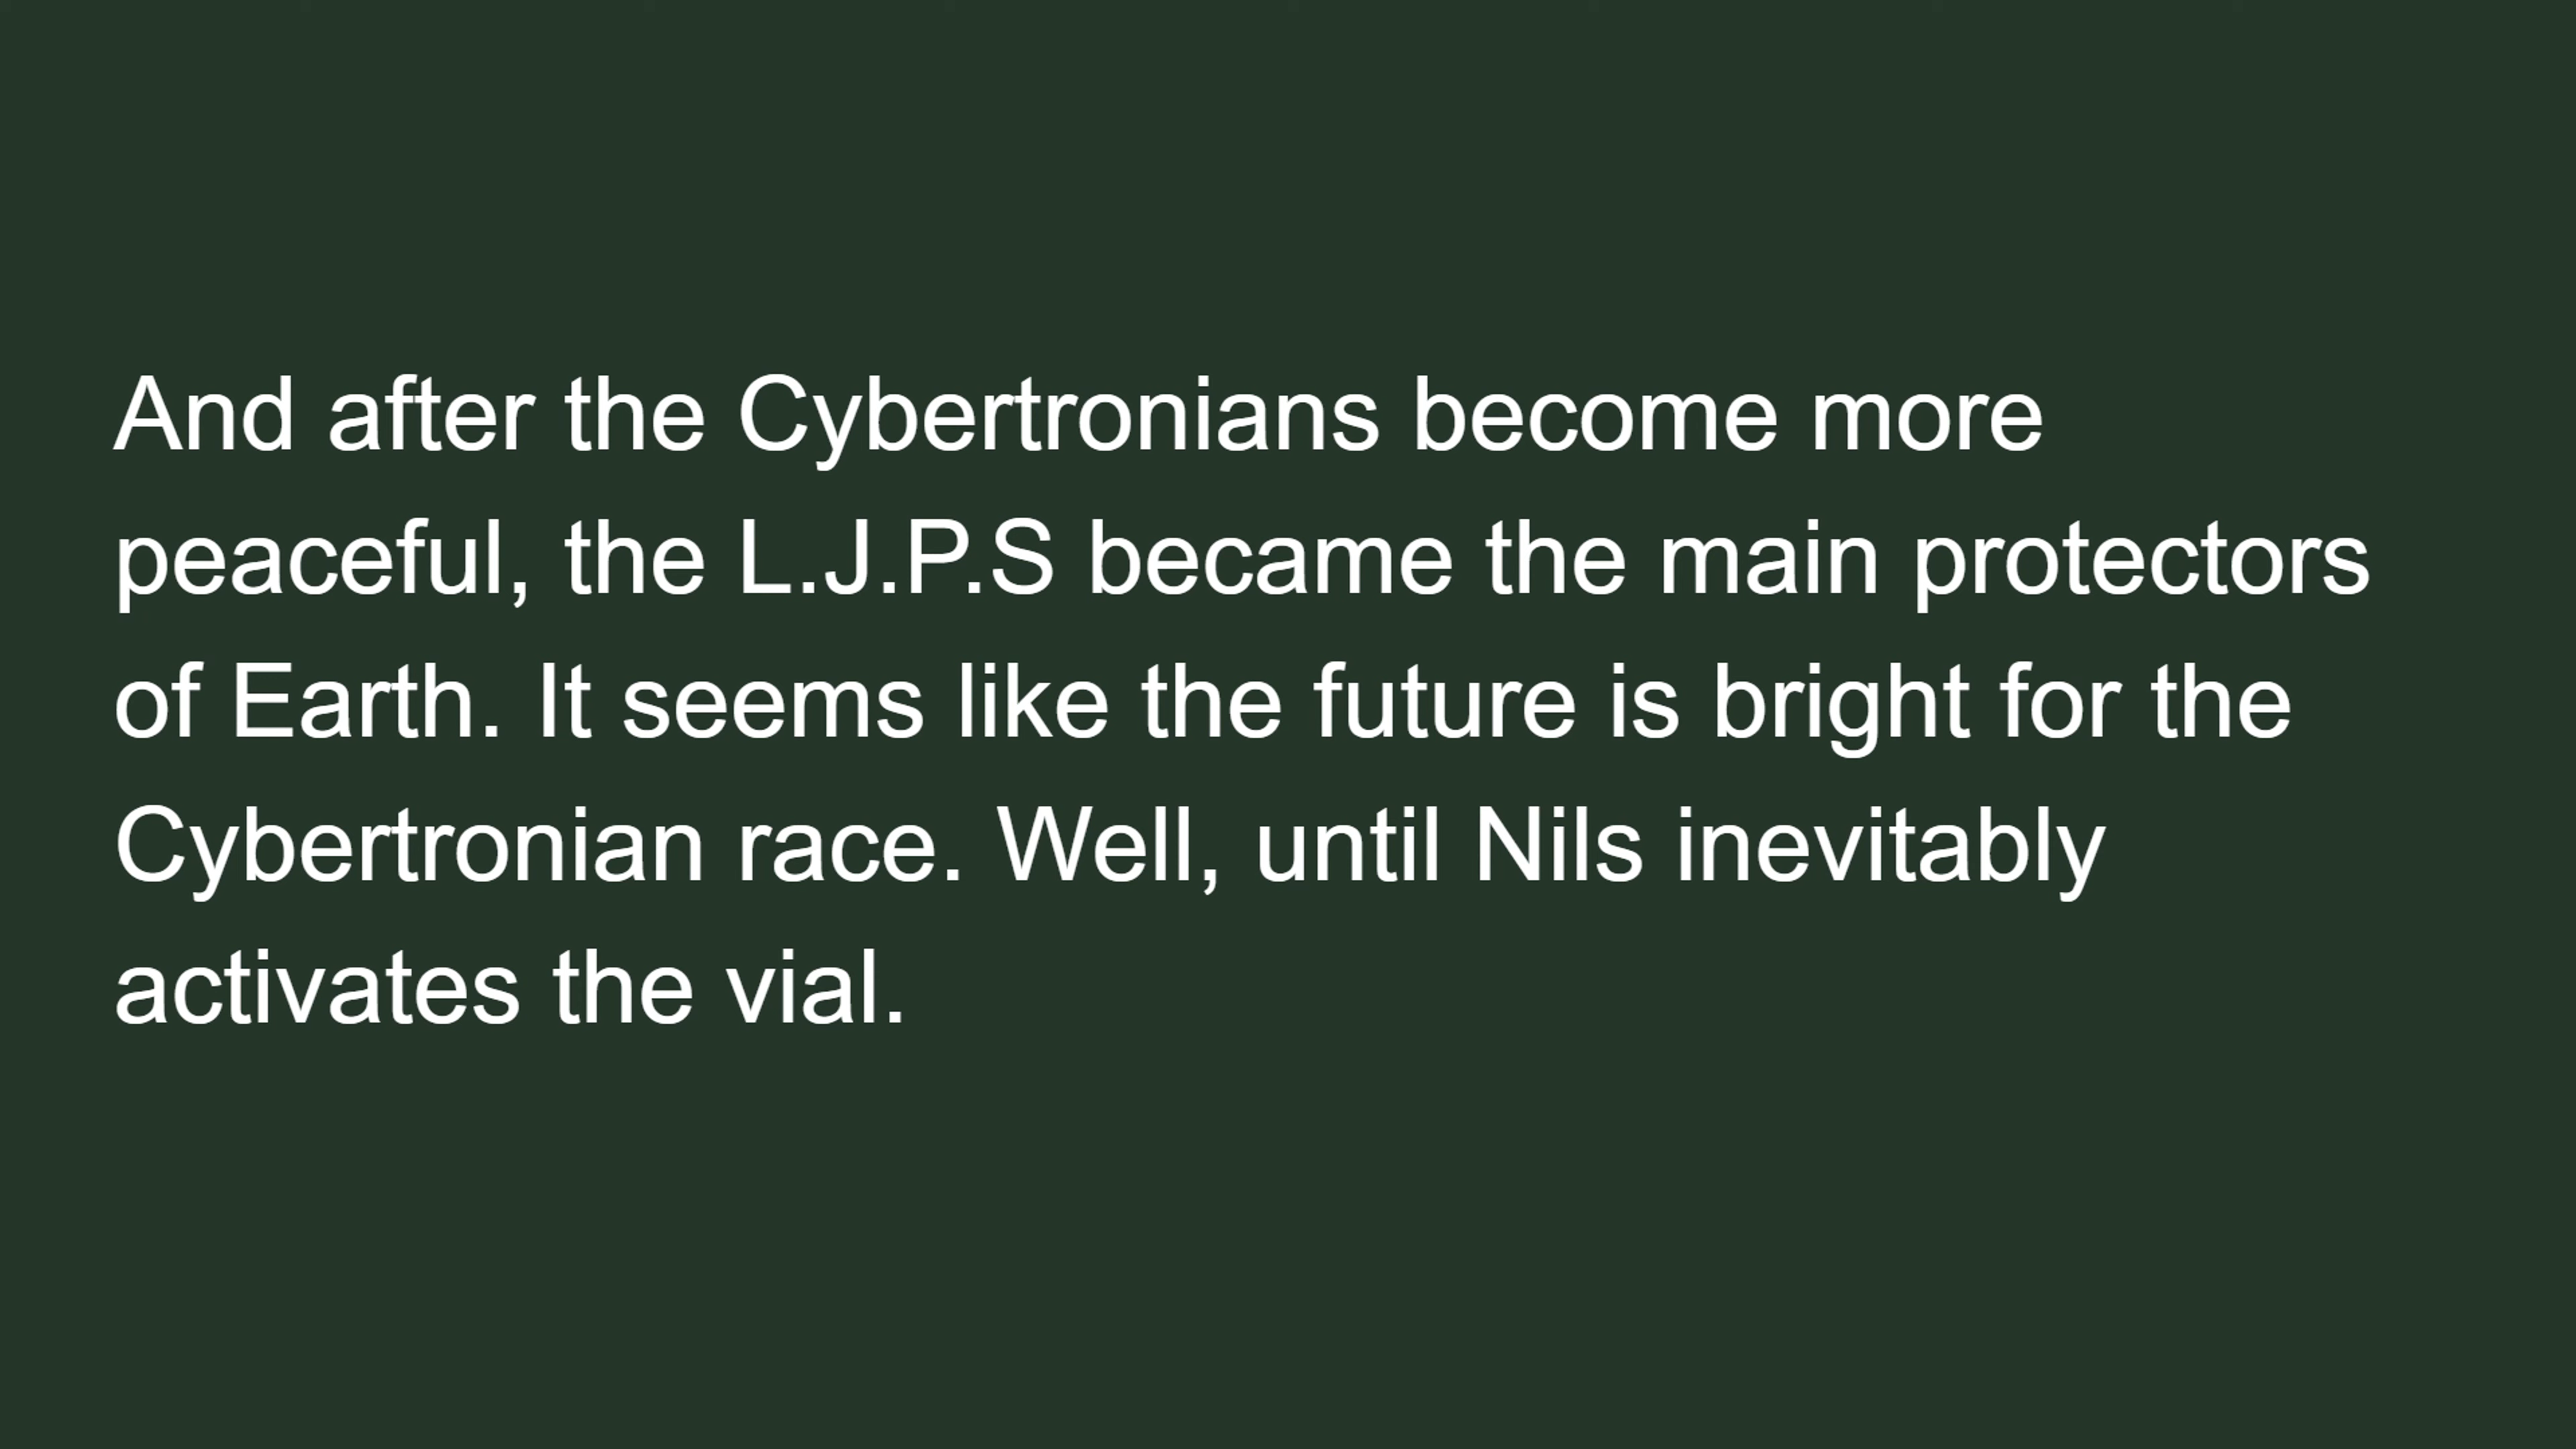 And after the Cybertronians become more
peaceful, the L.J.P.S became the main protectors
of Earth. It seems like the future is bright for the
Cybertronian race. Well, until Nils inevitably
activates the vial.